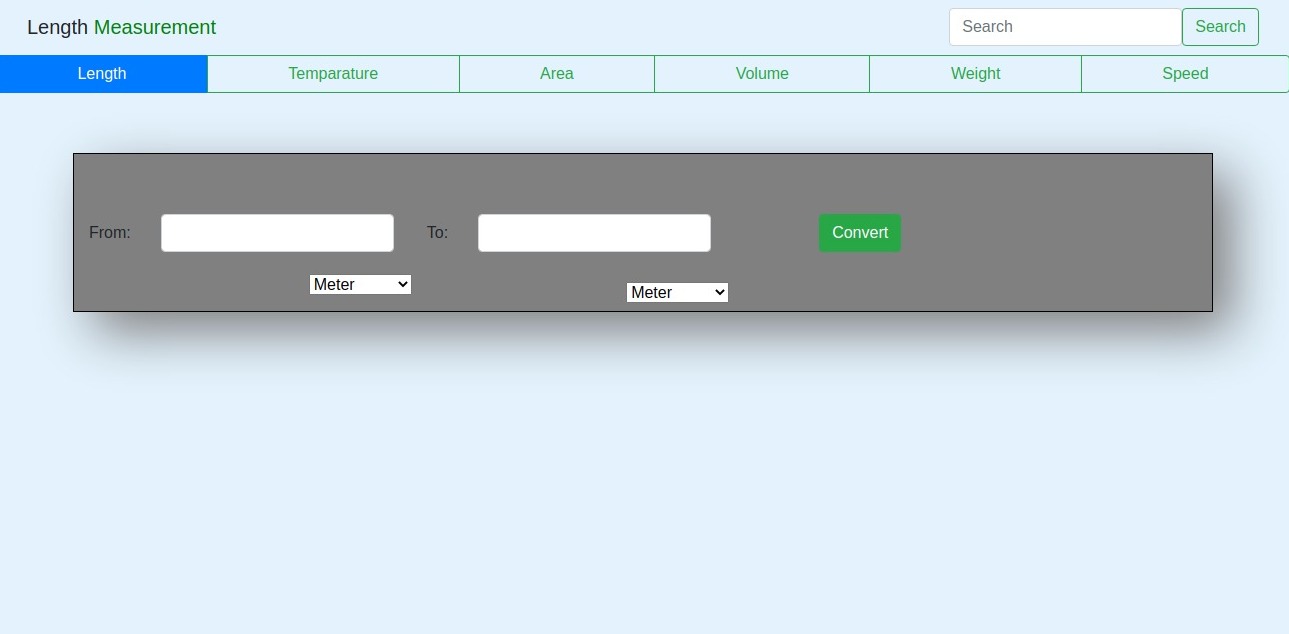 Length Measurement
Search Search
Length Temparature Area Volume Weight Speed
From: To: Convert
Meter
Meter